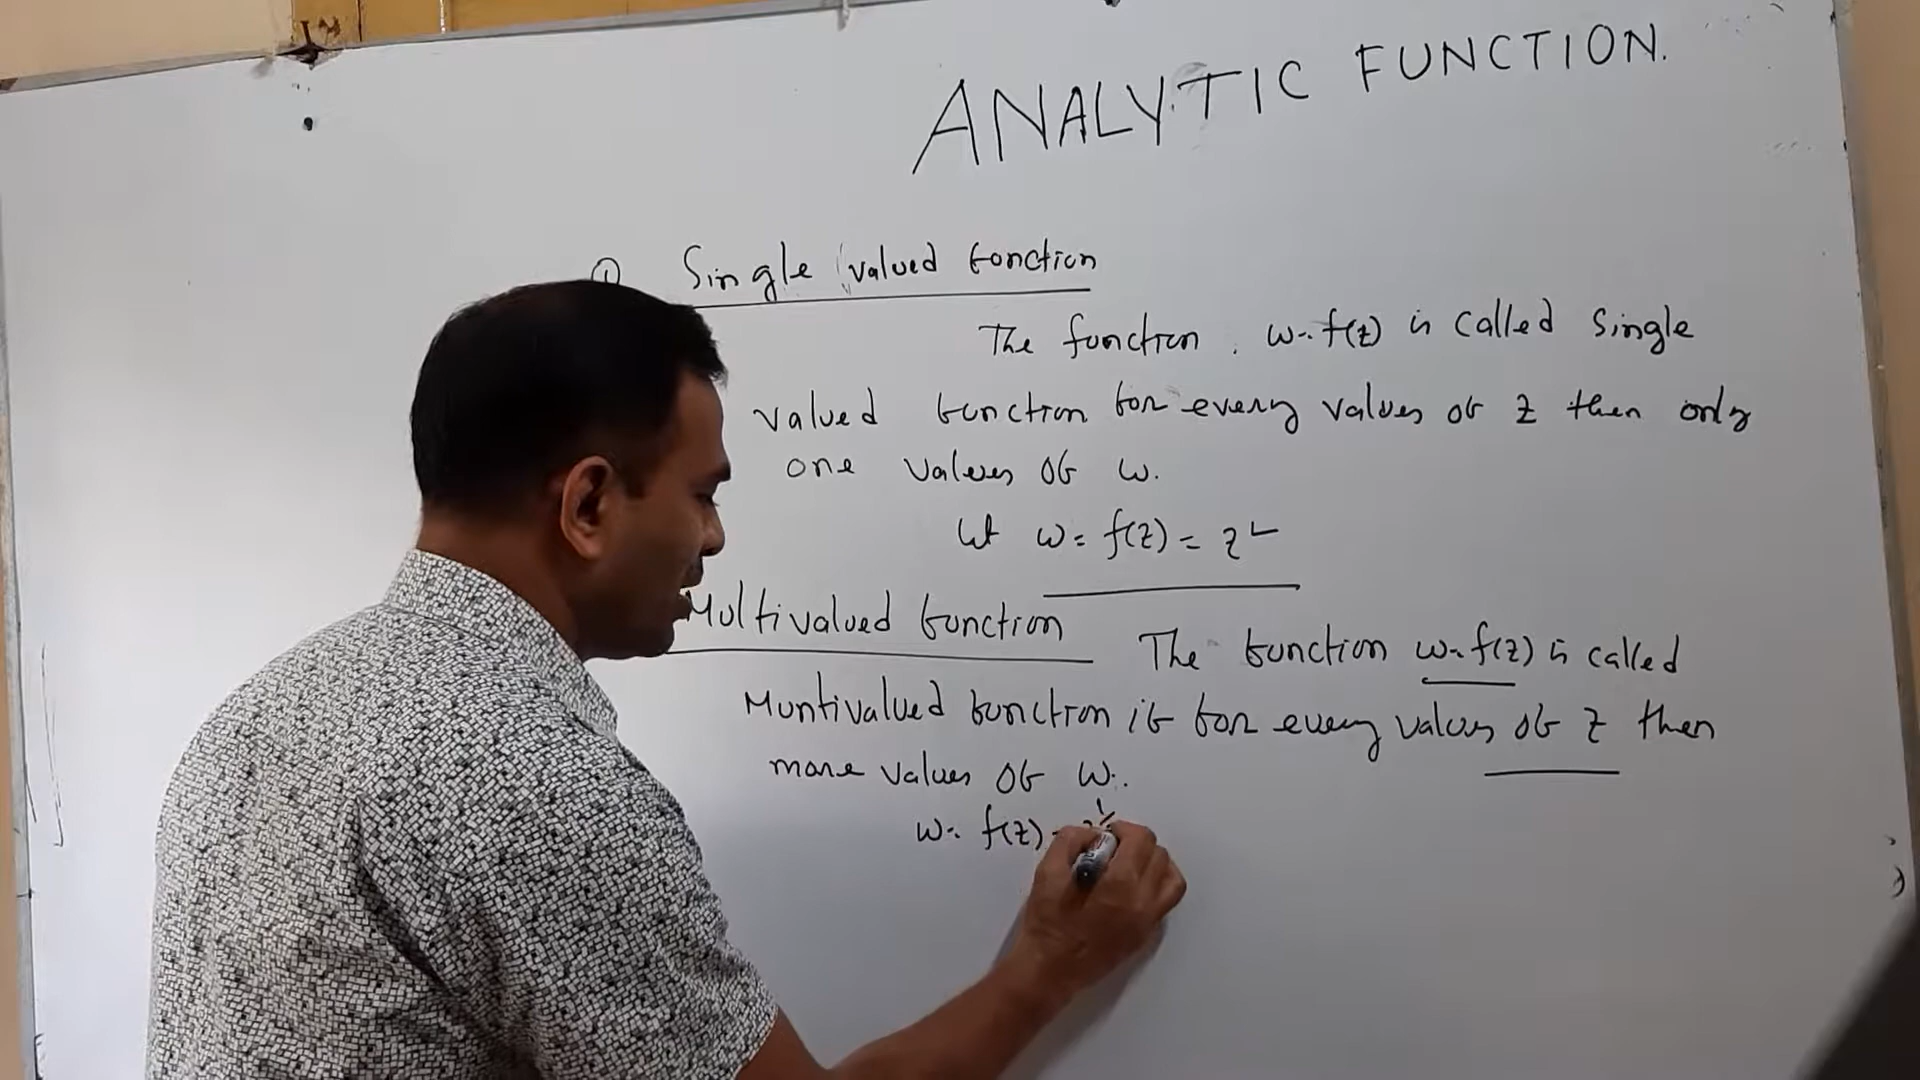 ANALYTIC FUNCTION.
① Single valued function
The function. w = f(z) is called single
valued function for every values of z then only
one values of w.
Let w = f(z) = z²
Multivalued function The function w = f(z) is called
Muntivalued function if for every values of z then
more values of w.
w = f(z) =